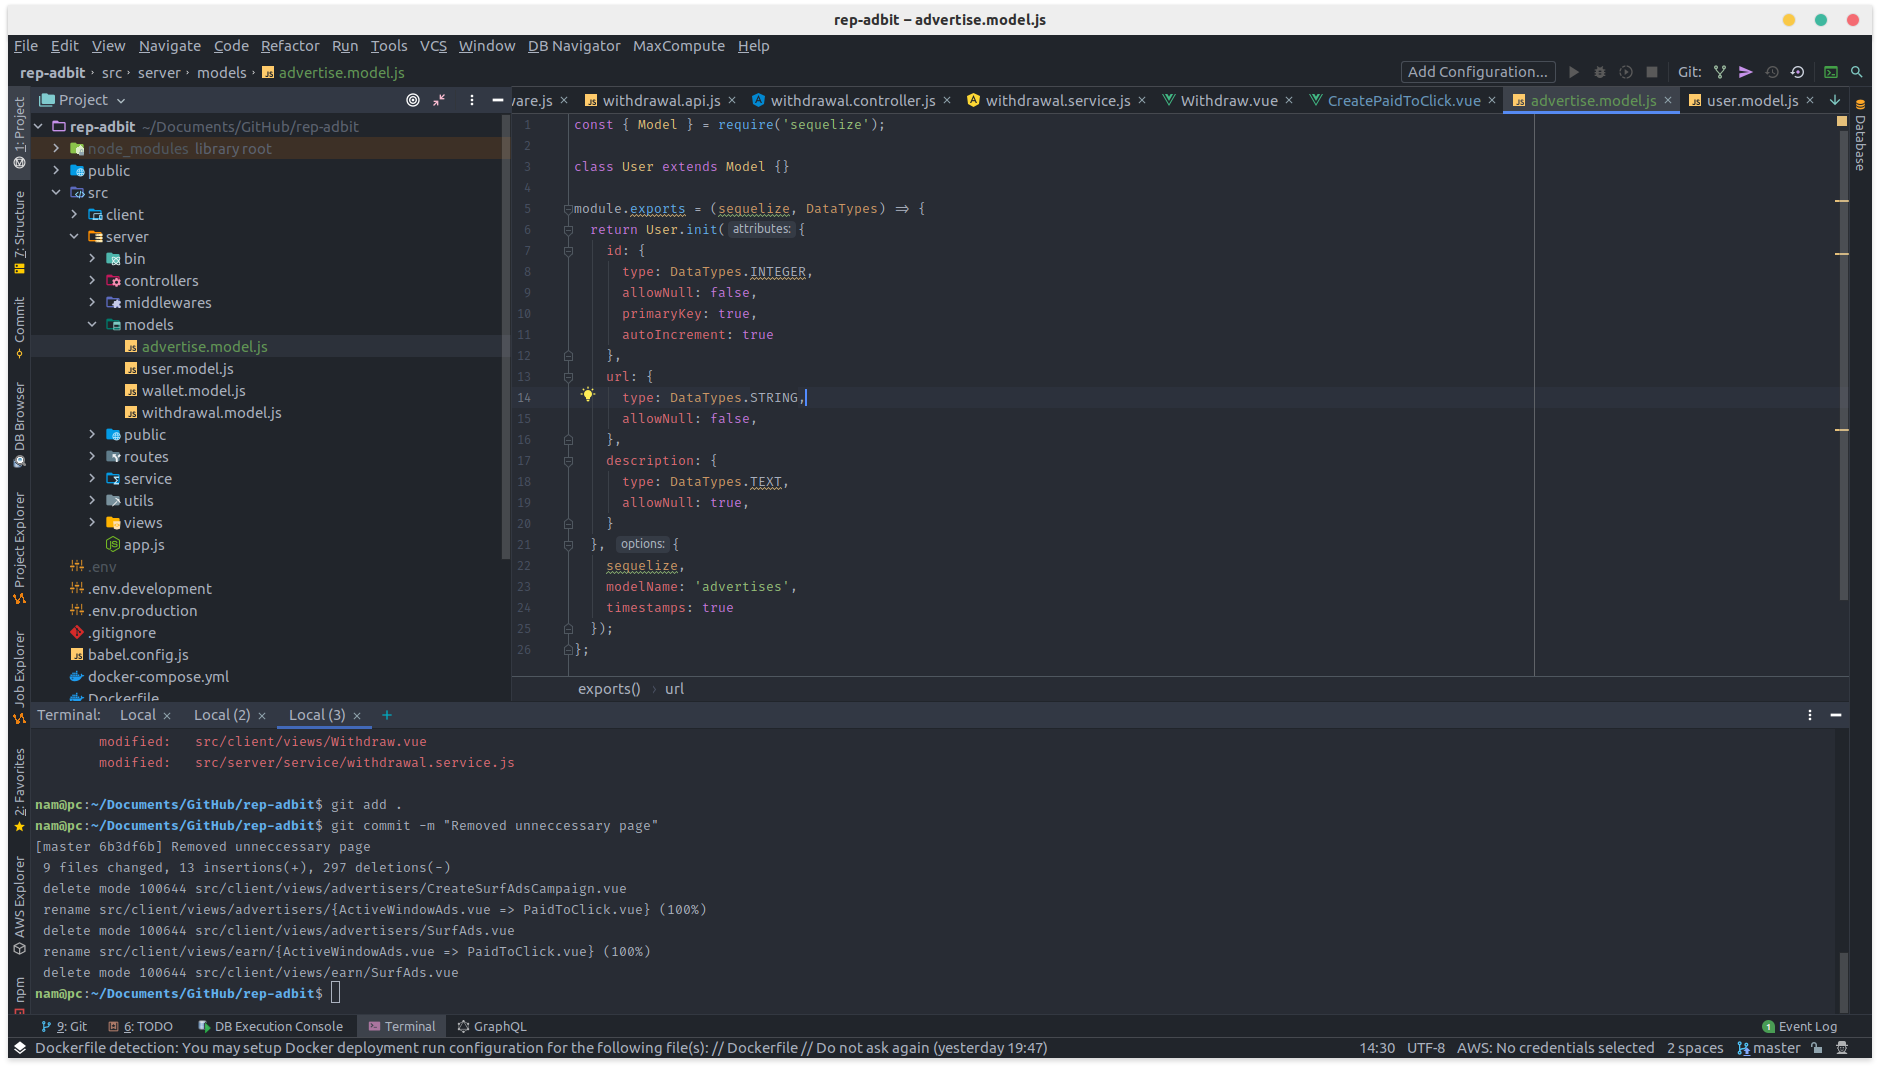 rep-adbit – advertise.model.js
File Edit View Navigate Code Refactor Run Tools VCS Window DB Navigator MaxCompute Help
rep-adbit › src › server › models › advertise.model.js
Add Configuration... Git:
Project
vare.js × withdrawal.api.js × withdrawal.controller.js × withdrawal.service.js × Withdraw.vue × CreatePaidToClick.vue × advertise.model.js × user.model.js ×
1: Project
7: Structure
Commit
DB Browser
Project Explorer
Job Explorer
2: Favorites
AWS Explorer
npm
Database
rep-adbit ~/Documents/GitHub/rep-adbit
node_modules library root
public
src
client
server
bin
controllers
middlewares
models
advertise.model.js
user.model.js
wallet.model.js
withdrawal.model.js
public
routes
service
utils
views
app.js
.env
.env.development
.env.production
.gitignore
babel.config.js
docker-compose.yml
Dockerfile
1 const { Model } = require('sequelize');
2
3 class User extends Model {}
4
5 module.exports = (sequelize, DataTypes) => {
6 return User.init( attributes: {
7 id: {
8 type: DataTypes.INTEGER,
9 allowNull: false,
10 primaryKey: true,
11 autoIncrement: true
12 },
13 url: {
14 type: DataTypes.STRING,
15 allowNull: false,
16 },
17 description: {
18 type: DataTypes.TEXT,
19 allowNull: true,
20 }
21 }, options: {
22 sequelize,
23 modelName: 'advertises',
24 timestamps: true
25 });
26 };
exports() › url
Terminal: Local × Local (2) × Local (3) × +
modified: src/client/views/Withdraw.vue
modified: src/server/service/withdrawal.service.js
nam@pc:~/Documents/GitHub/rep-adbit$ git add .
nam@pc:~/Documents/GitHub/rep-adbit$ git commit -m "Removed unneccessary page"
[master 6b3df6b] Removed unneccessary page
9 files changed, 13 insertions(+), 297 deletions(-)
delete mode 100644 src/client/views/advertisers/CreateSurfAdsCampaign.vue
rename src/client/views/advertisers/{ActiveWindowAds.vue => PaidToClick.vue} (100%)
delete mode 100644 src/client/views/advertisers/SurfAds.vue
rename src/client/views/earn/{ActiveWindowAds.vue => PaidToClick.vue} (100%)
delete mode 100644 src/client/views/earn/SurfAds.vue
nam@pc:~/Documents/GitHub/rep-adbit$
9: Git 6: TODO DB Execution Console Terminal GraphQL 1 Event Log
Dockerfile detection: You may setup Docker deployment run configuration for the following file(s): // Dockerfile // Do not ask again (yesterday 19:47) 14:30 UTF-8 AWS: No credentials selected 2 spaces master